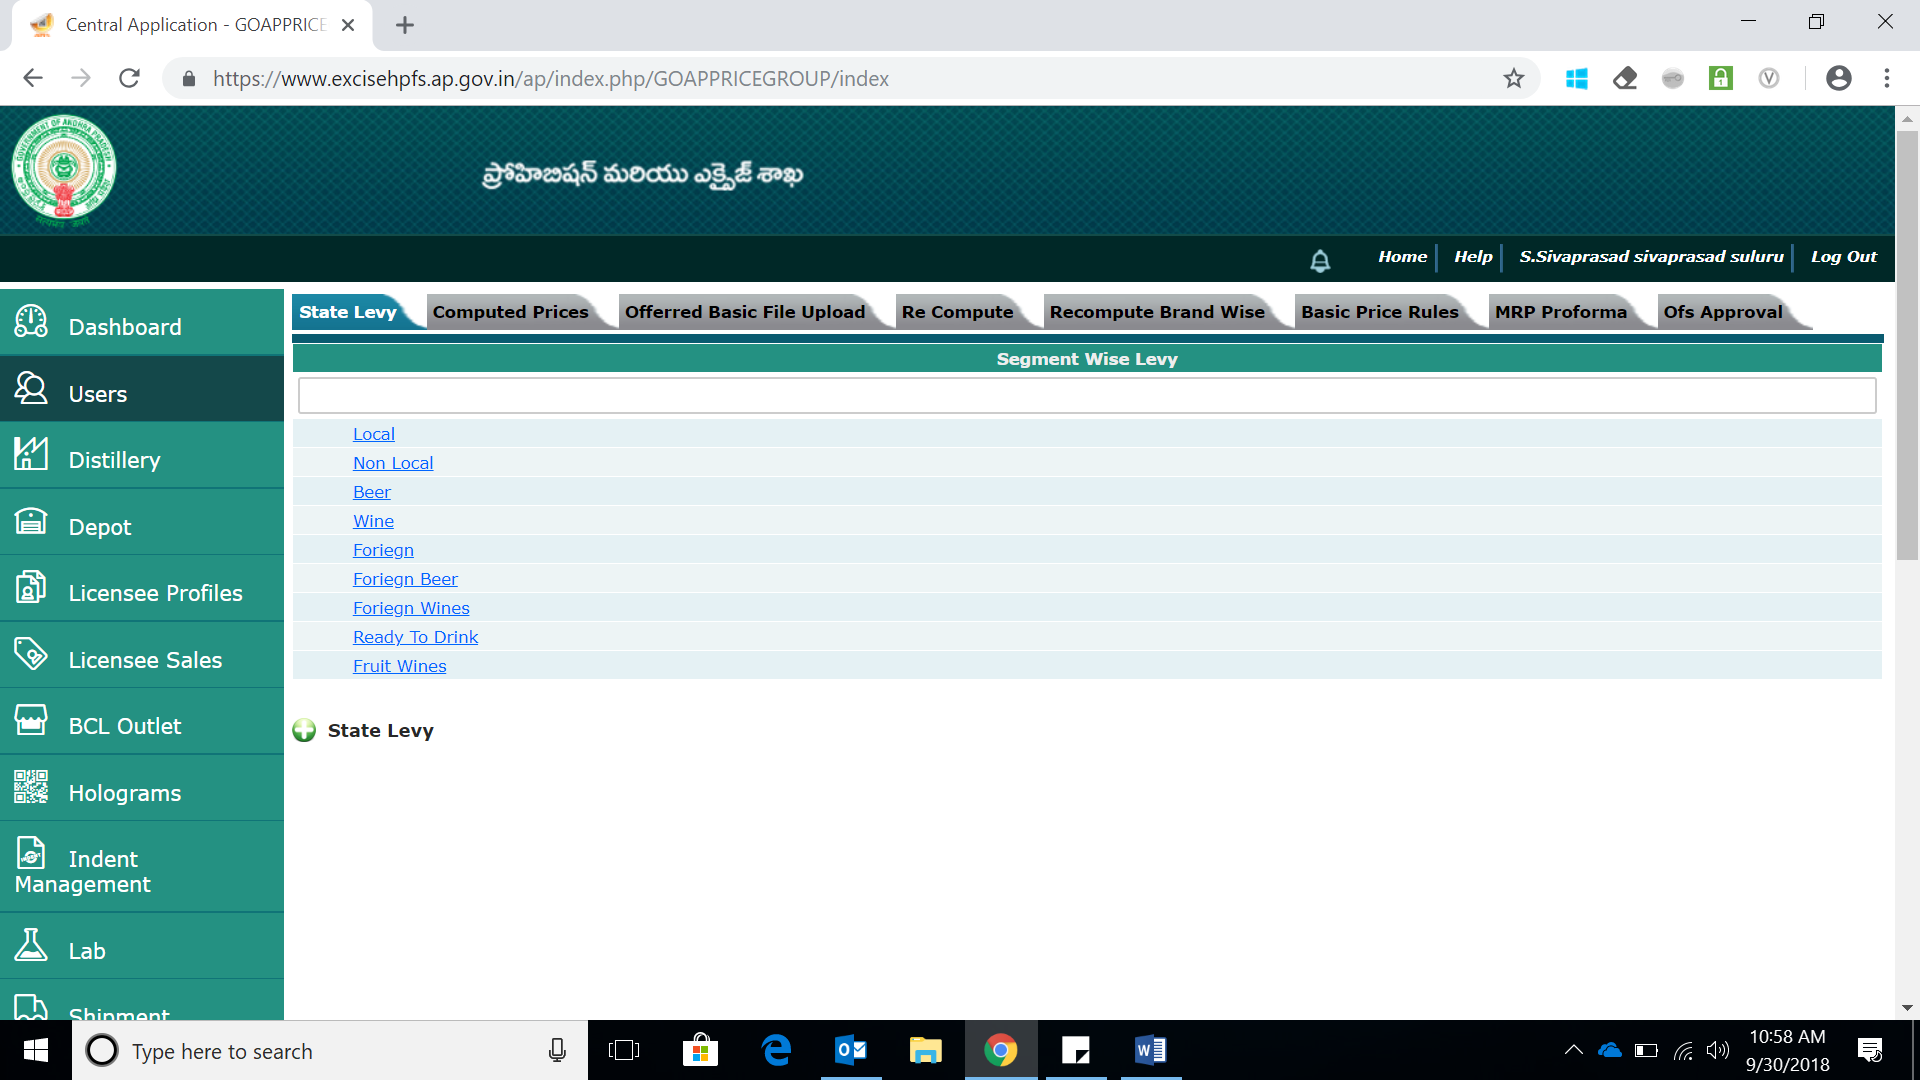 Central Application - GOAPPRICE
https://www.excisehpfs.ap.gov.in/ap/index.php/GOAPPRICEGROUP/index
ప్రోహిబిషన్ మరియు ఎక్సైజ్ శాఖ
Home
Help
S.Sivaprasad sivaprasad suluru
Log Out
Dashboard
Users
Distillery
Depot
Licensee Profiles
Licensee Sales
BCL Outlet
Holograms
Indent
Management
Lab
Shipment
State Levy
Computed Prices
Offerred Basic File Upload
Re Compute
Recompute Brand Wise
Basic Price Rules
MRP Proforma
Ofs Approval
Segment Wise Levy
Local
Non Local
Beer
Wine
Foriegn
Foriegn Beer
Foriegn Wines
Ready To Drink
Fruit Wines
State Levy
Type here to search
10:58 AM
9/30/2018